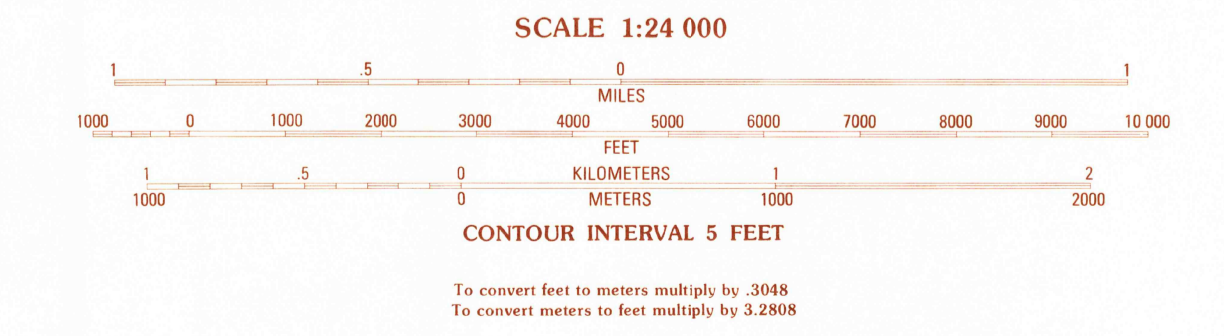 SCALE 1:24 000
1 .5 0 1
MILES
1000 0 1000 2000 3000 4000 5000 6000 7000 8000 9000 10 000
FEET
1 .5 0 KILOMETERS 1 2
1000 0 METERS 1000 2000
CONTOUR INTERVAL 5 FEET
To convert feet to meters multiply by .3048
To convert meters to feet multiply by 3.2808